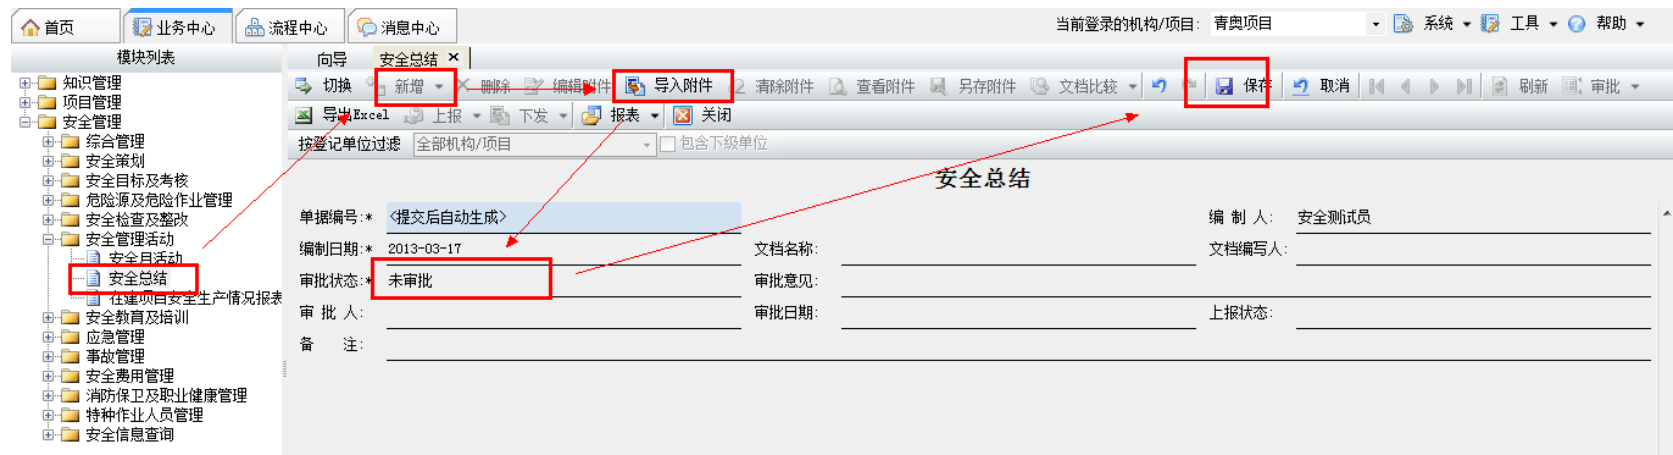 首页 业务中心 流程中心 消息中心 当前登录的机构/项目: 青奥项目 系统 工具 帮助
模块列表 向导 安全总结
切换 新增 删除 编辑附件 导入附件 清除附件 查看附件 另存附件 文档比较 保存 取消 刷新 审批
导出Excel 上报 下发 报表 关闭
按登记单位过滤 全部机构/项目 包含下级单位
知识管理
项目管理
安全管理
综合管理
安全策划
安全目标及考核
危险源及危险作业管理
安全检查及整改
安全管理活动
安全月活动
安全总结
在建项目安全生产情况报表
安全教育及培训
应急管理
事故管理
安全费用管理
消防保卫及职业健康管理
特种作业人员管理
安全信息查询
安全总结
单据编号:* <提交后自动生成> 编 制 人: 安全测试员
编制日期:* 2013-03-17 文档名称: 文档编写人:
审批状态:* 未审批 审批意见:
审 批 人: 审批日期: 上报状态:
备 注: